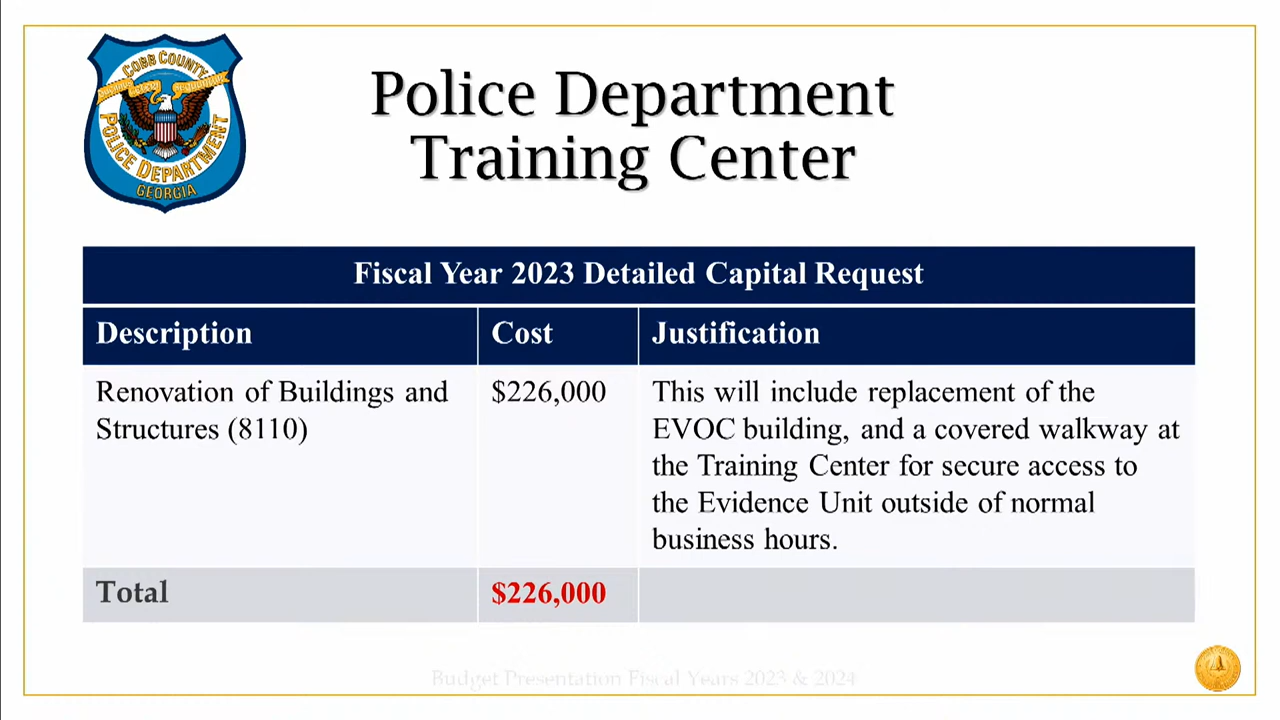 COBB COUNTY
POLICE DEPARTMENT
GEORGIA
Police Department
Training Center
Fiscal Year 2023 Detailed Capital Request
Description Cost Justification
Renovation of Buildings and $226,000 This will include replacement of the
Structures (8110) EVOC building, and a covered walkway at
the Training Center for secure access to
the Evidence Unit outside of normal
business hours.
Total $226,000
Budget Presentation Fiscal Years 2023 & 2024